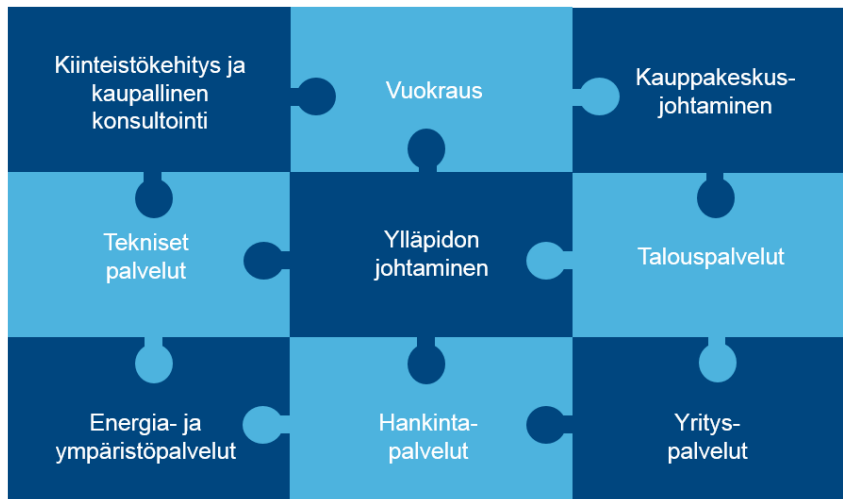 Kiinteistökehitys ja
kaupallinen
konsultointi
Vuokraus
Kauppakeskus-
johtaminen
Tekniset
palvelut
Ylläpidon
johtaminen
Talouspalvelut
Energia- ja
ympäristöpalvelut
Hankinta-
palvelut
Yritys-
palvelut